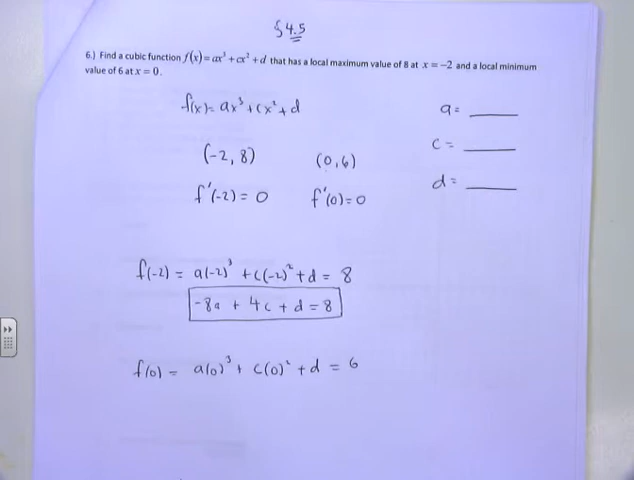 §4.5
6.) Find a cubic function f(x)=ax³+cx²+d that has a local maximum value of 8 at x=-2 and a local minimum
value of 6 at x=0.
f(x)= ax³+cx²+d
a= ____
(-2, 8) (0,6)
c= ____
f'(-2)=0 f'(0)=0
d= ____
f(-2) = a(-2)³ + c(-2)² + d = 8
-8a + 4c + d = 8
f(0) = a(0)³ + c(0)² + d = 6